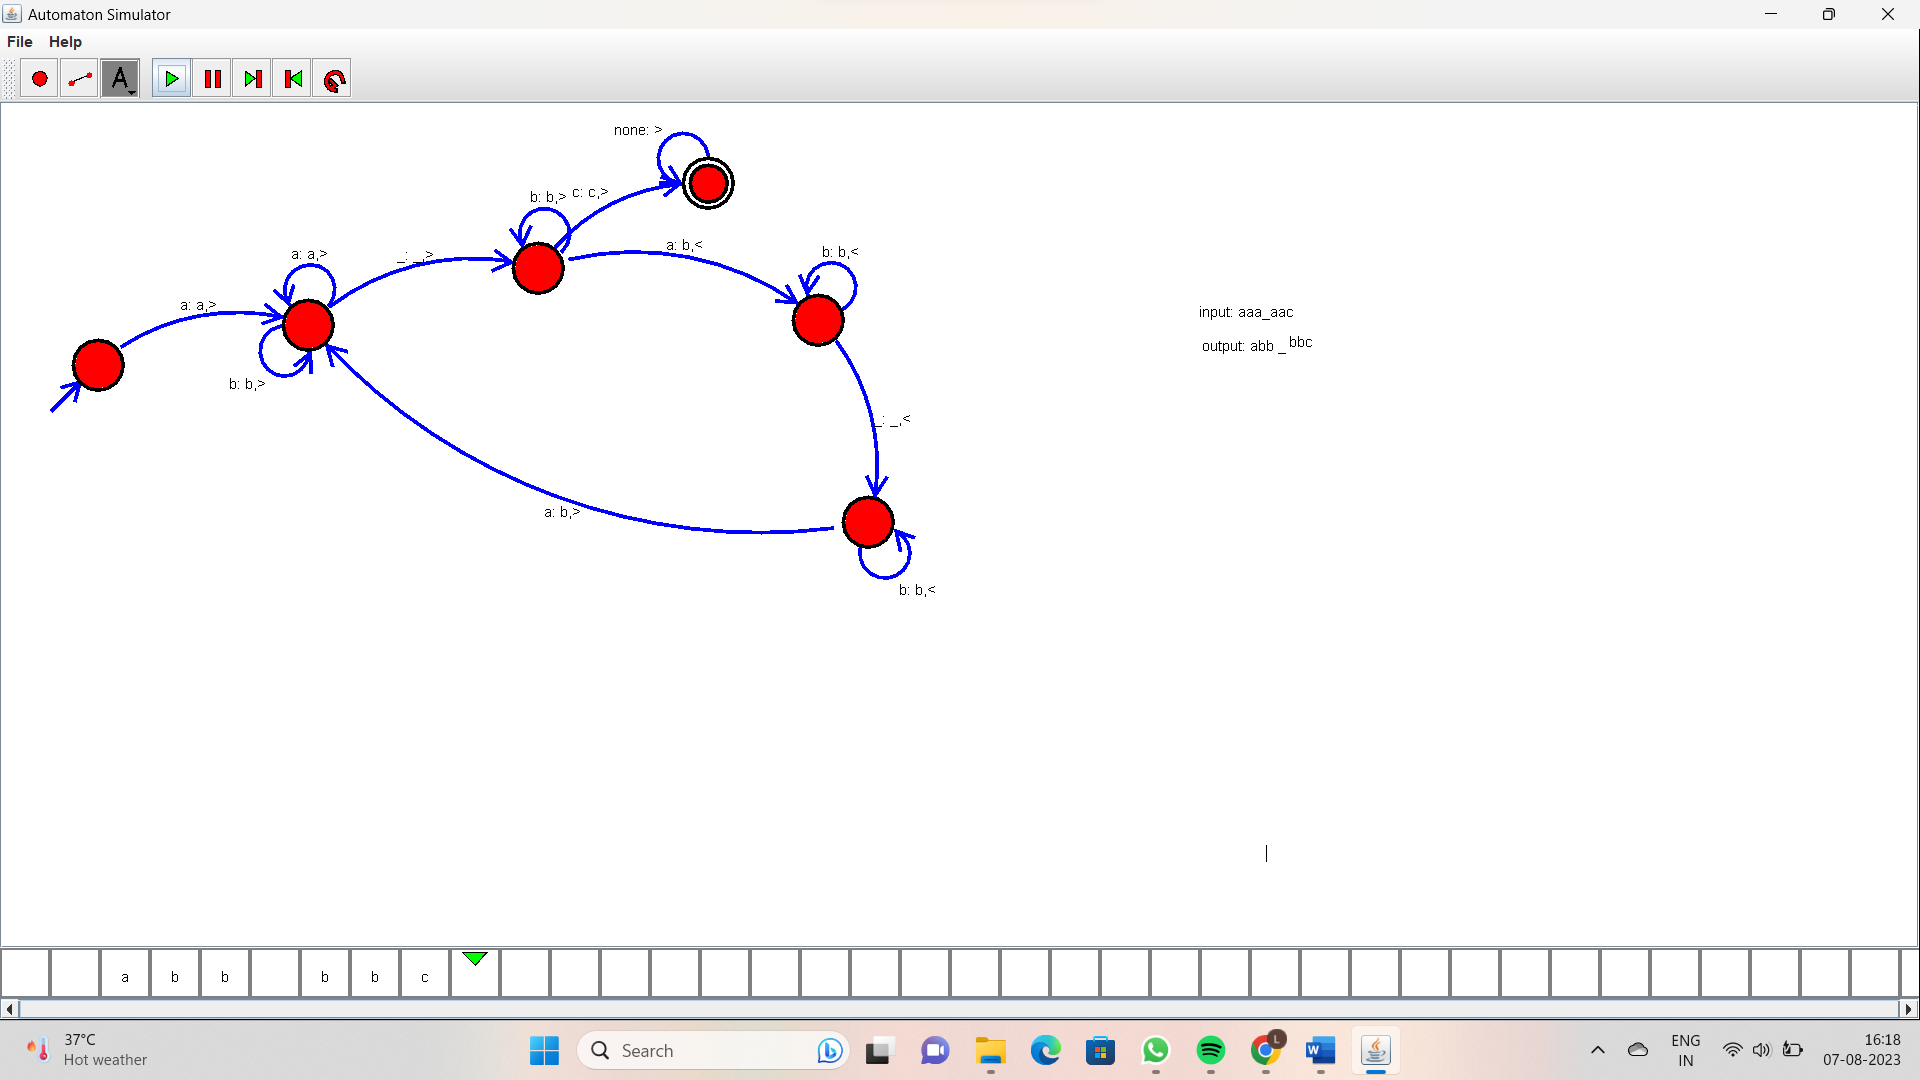 Automaton Simulator
File Help
A
none: >
b: b,> c: c,>
a: b,<
b: b,<
a: a,>
_: _,>
a: a,>
input: aaa_aac
output: abb _ bbc
b: b,>
_: _,<
a: b,>
b: b,<
a b b b b c
37°C
Hot weather
Search
L
W
ENG
IN
16:18
07-08-2023